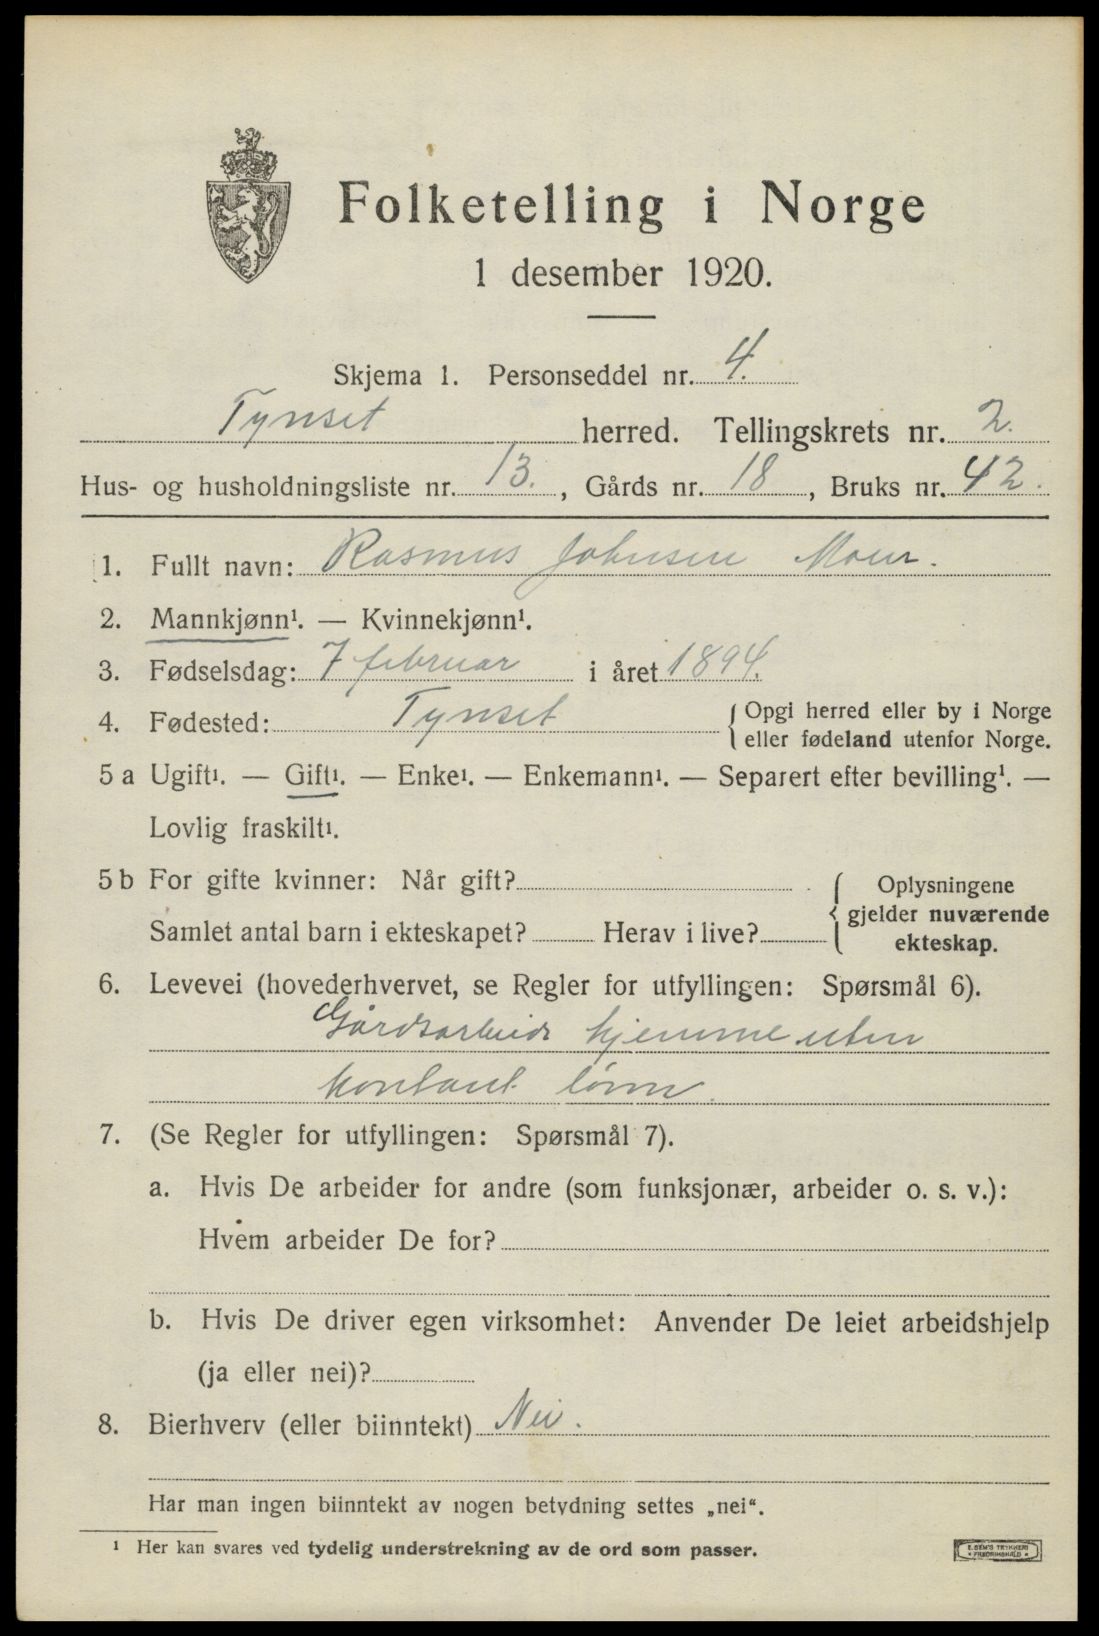 Folketelling i Norge
1 desember 1920.
Skjema 1. Personseddel nr. 4.
Tynset herred. Tellingskrets nr. 2.
Hus- og husholdningsliste nr. 13., Gårds nr. 18, Bruks nr. 42.
1. Fullt navn: Rasmus Johnsen Moen.
2. Mannkjønn¹. — Kvinnekjønn¹.
3. Fødselsdag: 7 februar i året 1894.
4. Fødested: Tynset { Opgi herred eller by i Norge
eller fødeland utenfor Norge.
5 a Ugift¹. — Gift¹. — Enke¹. — Enkemann¹. — Separert efter bevilling¹. —
Lovlig fraskilt¹.
5 b For gifte kvinner: Når gift? { Oplysningene
gjelder nuværende
Samlet antal barn i ekteskapet? Herav i live?
ekteskap.
6. Levevei (hovederhvervet, se Regler for utfyllingen: Spørsmål 6).
Gårdsarbeide hjemme uten
kontant lønn.
7. (Se Regler for utfyllingen: Spørsmål 7).
a. Hvis De arbeider for andre (som funksjonær, arbeider o. s. v.):
Hvem arbeider De for?
b. Hvis De driver egen virksomhet: Anvender De leiet arbeidshjelp
(ja eller nei)?
8. Bierhverv (eller biinntekt) Nei.
Har man ingen biinntekt av nogen betydning settes „nei“.
¹ Her kan svares ved tydelig understrekning av de ord som passer.
E. SEM'S TRYKKERI
• FREDRIKSHALD •